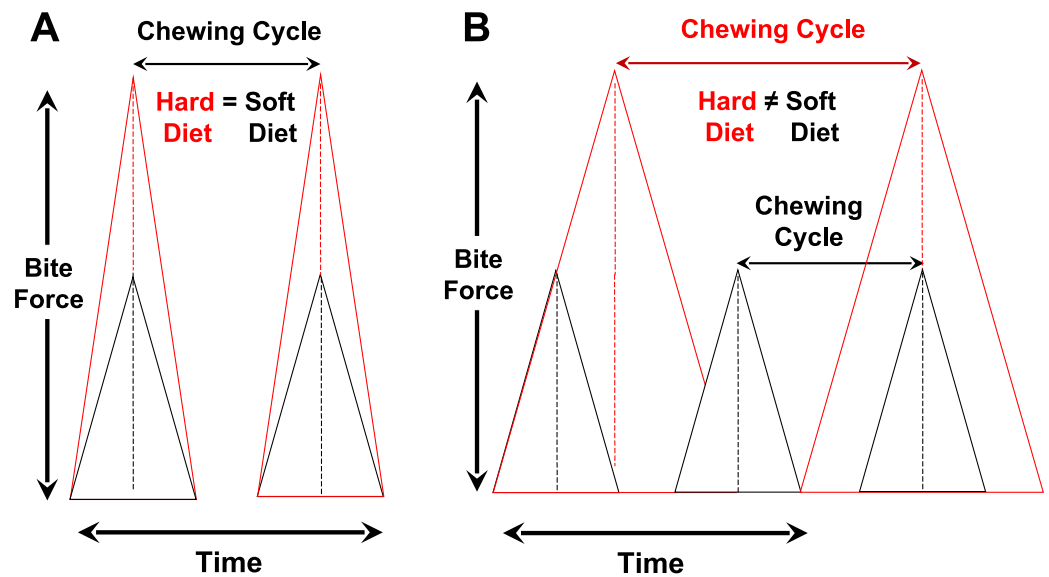 A
Chewing Cycle
Hard = Soft
Diet Diet
Bite
Force
Time
B
Chewing Cycle
Hard ≠ Soft
Diet Diet
Chewing
Cycle
Bite
Force
Time